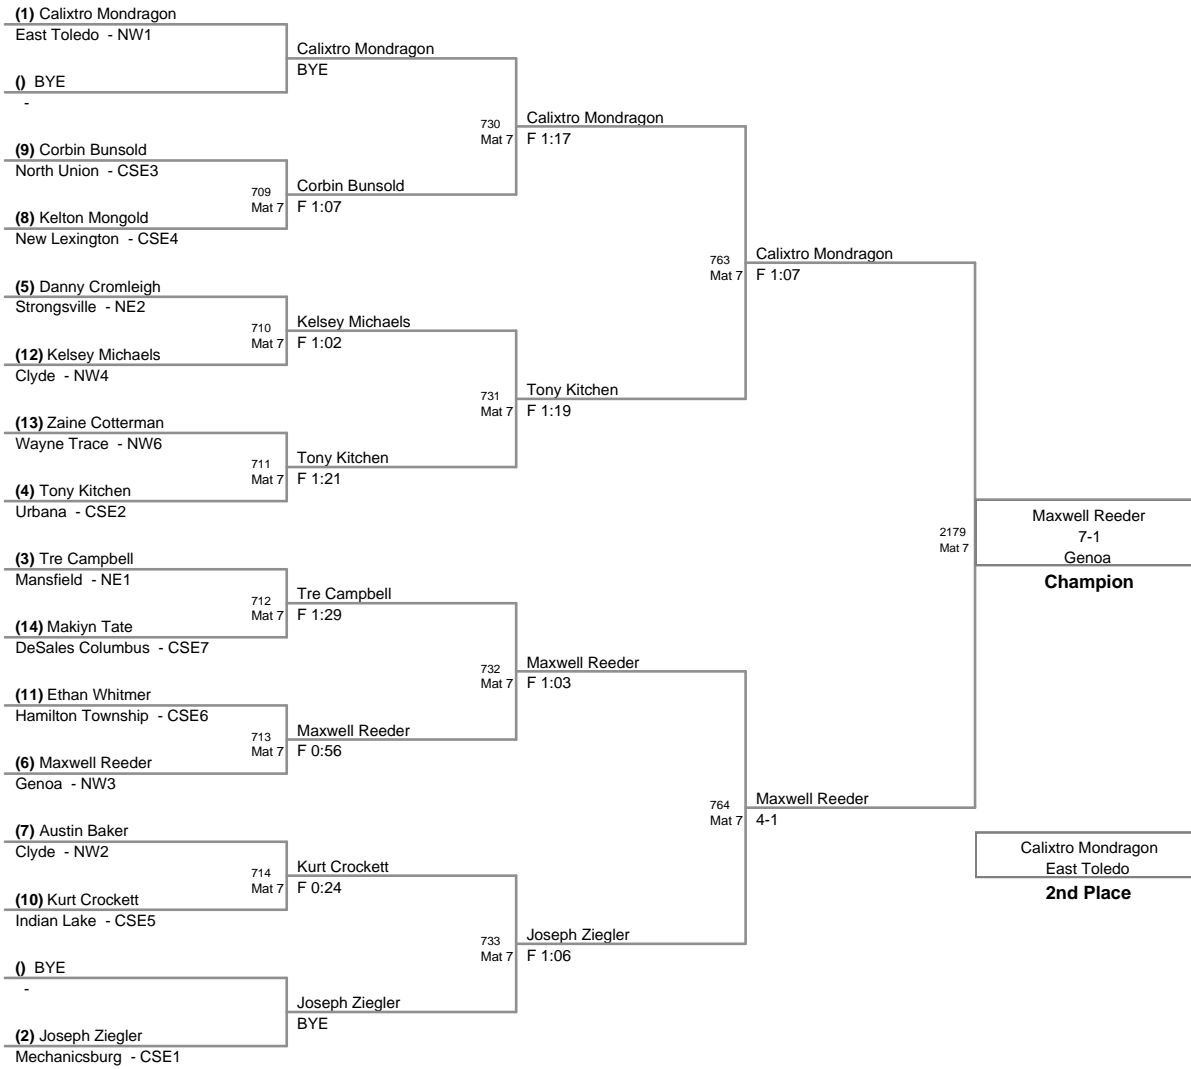 (1) Calixtro Mondragon
East Toledo - NW1
() BYE
-
(9) Corbin Bunsold
North Union - CSE3
(8) Kelton Mongold
New Lexington - CSE4
(5) Danny Cromleigh
Strongsville - NE2
(12) Kelsey Michaels
Clyde - NW4
(13) Zaine Cotterman
Wayne Trace - NW6
(4) Tony Kitchen
Urbana - CSE2
(3) Tre Campbell
Mansfield - NE1
(14) Makiyn Tate
DeSales Columbus - CSE7
(11) Ethan Whitmer
Hamilton Township - CSE6
(6) Maxwell Reeder
Genoa - NW3
(7) Austin Baker
Clyde - NW2
(10) Kurt Crockett
Indian Lake - CSE5
() BYE
-
(2) Joseph Ziegler
Mechanicsburg - CSE1
Calixtro Mondragon
BYE
709
Mat 7
Corbin Bunsold
F 1:07
710
Mat 7
Kelsey Michaels
F 1:02
711
Mat 7
Tony Kitchen
F 1:21
712
Mat 7
Tre Campbell
F 1:29
713
Mat 7
Maxwell Reeder
F 0:56
714
Mat 7
Kurt Crockett
F 0:24
Joseph Ziegler
BYE
730
Mat 7
Calixtro Mondragon
F 1:17
731
Mat 7
Tony Kitchen
F 1:19
732
Mat 7
Maxwell Reeder
F 1:03
733
Mat 7
Joseph Ziegler
F 1:06
763
Mat 7
Calixtro Mondragon
F 1:07
764
Mat 7
Maxwell Reeder
4-1
2179
Mat 7
Maxwell Reeder
7-1
Genoa
Champion
Calixtro Mondragon
East Toledo
2nd Place